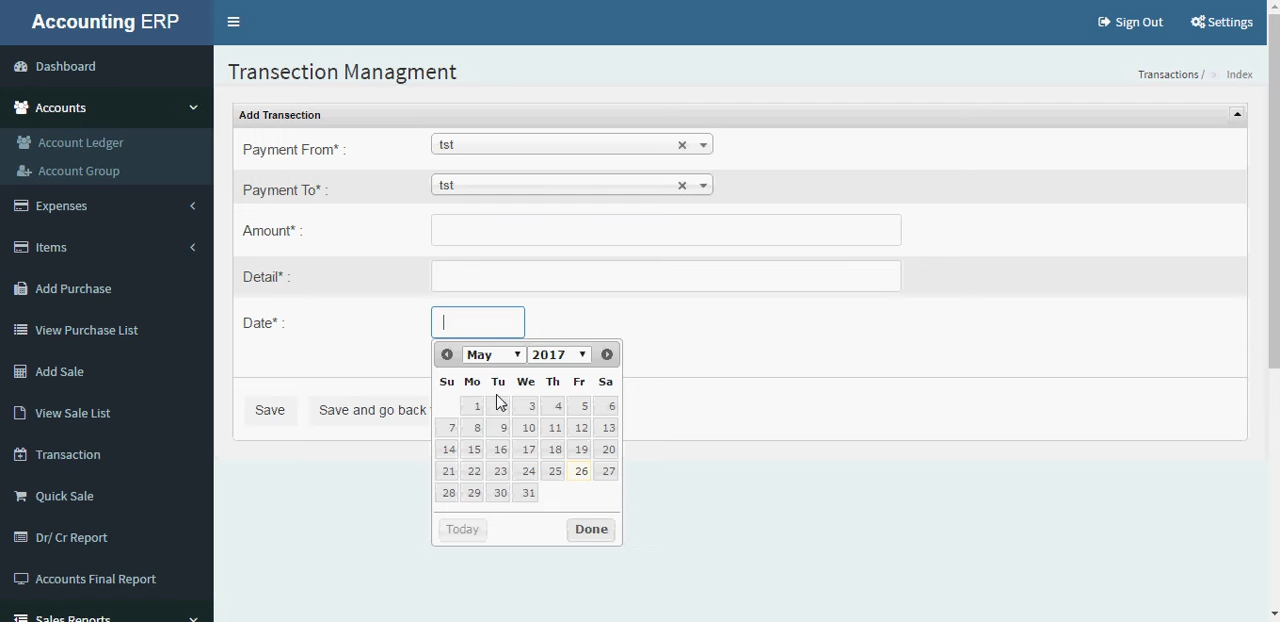 Accounting ERP
Sign Out
Settings
Dashboard
Accounts
Account Ledger
Account Group
Expenses
Items
Add Purchase
View Purchase List
Add Sale
View Sale List
Transaction
Quick Sale
Dr/ Cr Report
Accounts Final Report
Sales Reports
Transection Managment
Transactions / > Index
Add Transection
Payment From* :
tst
Payment To* :
tst
Amount* :
Detail* :
Date* :
May 2017
Su Mo Tu We Th Fr Sa
1 3 4 5 6
7 8 9 10 11 12 13
14 15 16 17 18 19 20
21 22 23 24 25 26 27
28 29 30 31
Today Done
Save
Save and go back